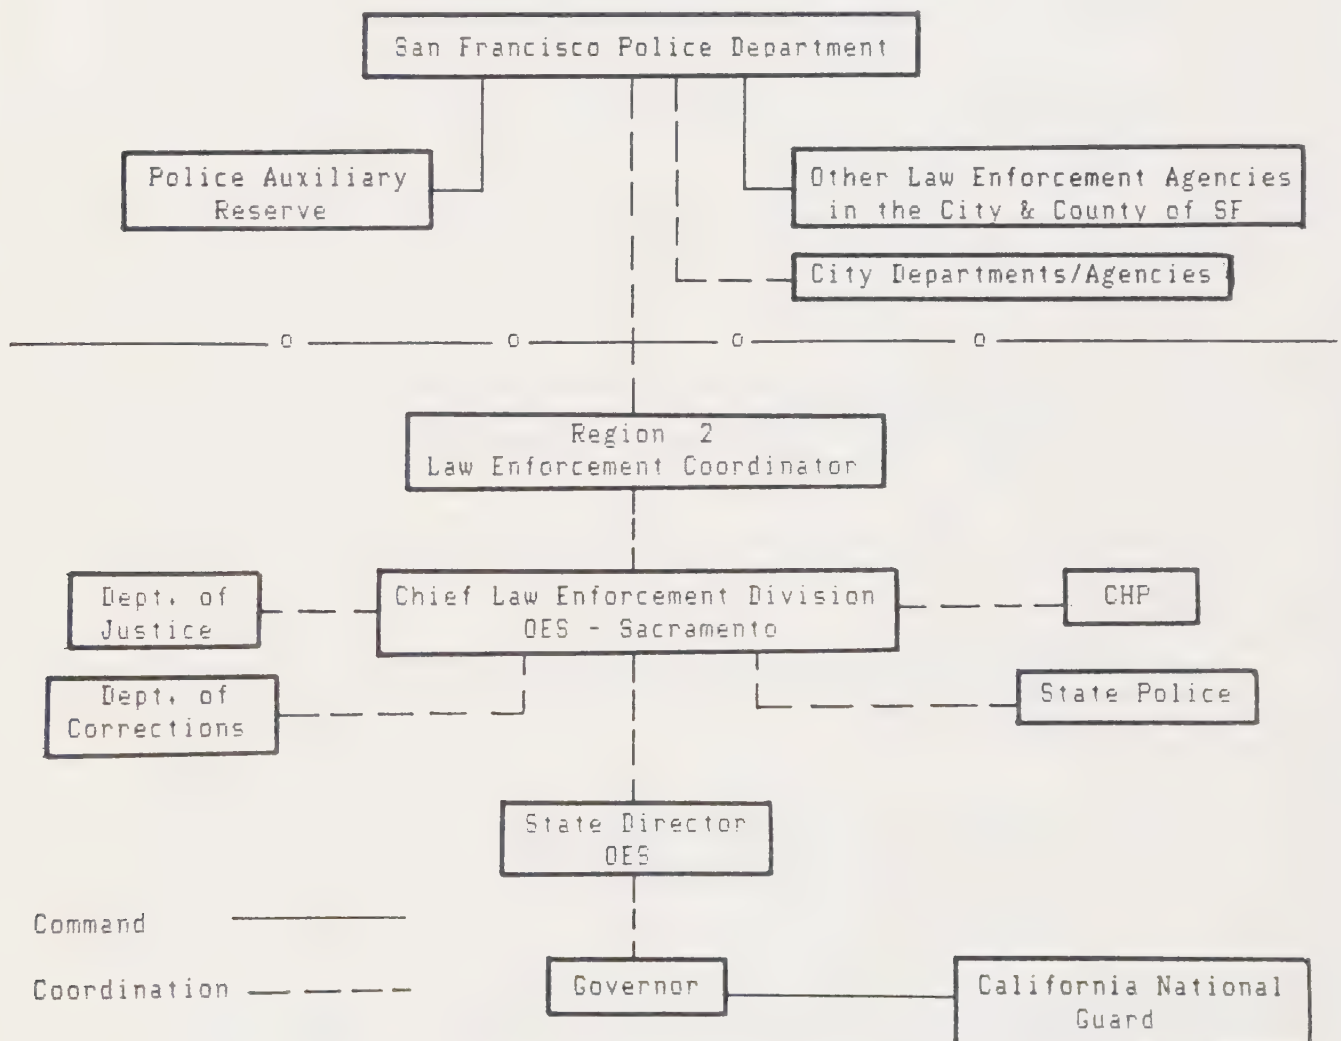 San Francisco Police Department
Police Auxiliary
Reserve
Other Law Enforcement Agencies
in the City & County of SF
City Departments/Agencies
Region 2
Law Enforcement Coordinator
Dept. of
Justice
Chief Law Enforcement Division
OES - Sacramento
CHP
Dept. of
Corrections
State Police
State Director
OES
Command
Coordination
Governor
California National
Guard